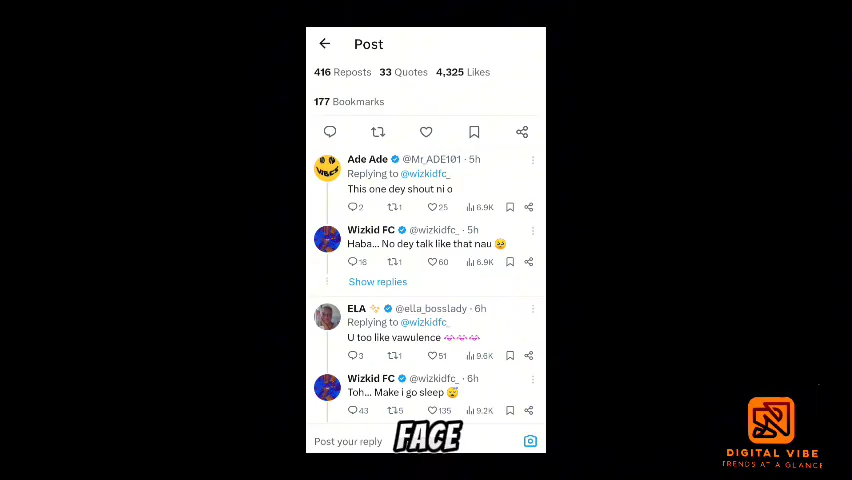 Post
416 Reposts 33 Quotes 4,325 Likes
177 Bookmarks
Ade Ade @Mr_ADE101 · 5h
Replying to @wizkidfc_
This one dey shout ni o
2 1 25 6.9K
Wizkid FC @wizkidfc_ · 5h
Haba... No dey talk like that nau 🥹
16 1 60 6.9K
Show replies
ELA ✨ @ella_bosslady · 6h
Replying to @wizkidfc_
U too like vawulence
3 1 51 9.6K
Wizkid FC @wizkidfc_ · 6h
Toh... Make i go sleep 😴
43 5 135 9.2K
Post your reply
FACE
VIBEZ
DIGITAL VIBE
TRENDS AT A GLANCE